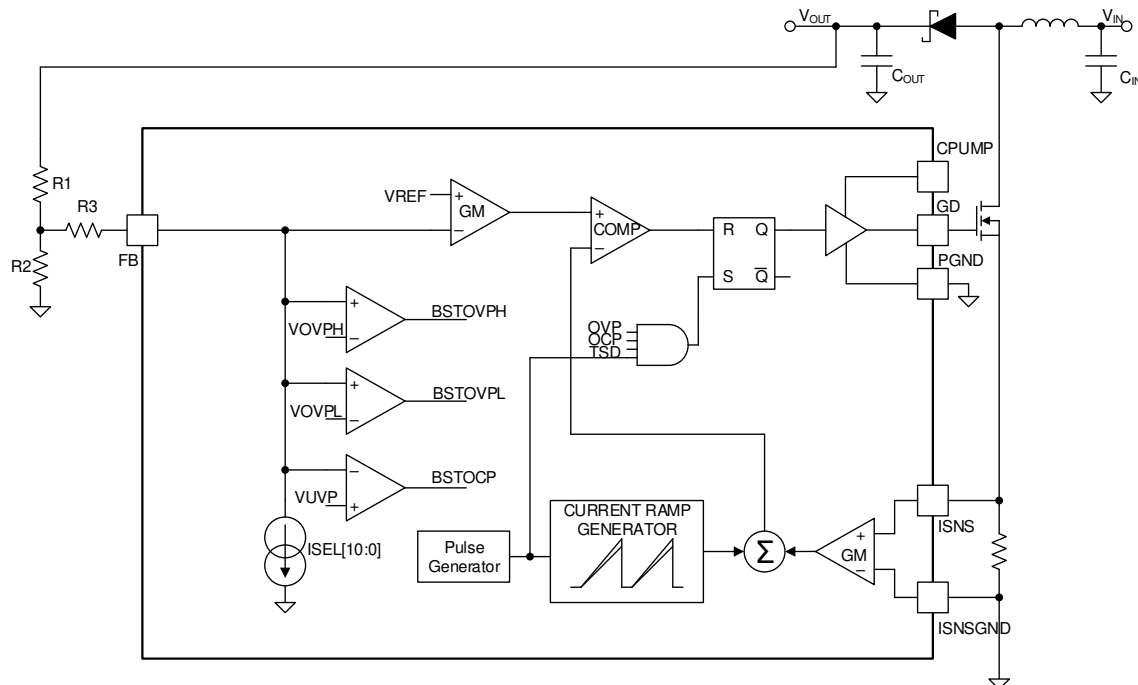 VOUT
VIN
COUT
CIN
CPUMP
R1
VREF
+
GM
−
+
COMP
−
R
Q
S
Q
GD
R3
FB
R2
PGND
+
VOVPH
−
BSTOVPH
OVP
OCP
TSD
+
VOVPL
−
BSTOVPL
−
VUVP
+
BSTOCP
ISEL[10:0]
Pulse
Generator
CURRENT RAMP
GENERATOR
Σ
+
GM
−
ISNS
ISNSGND